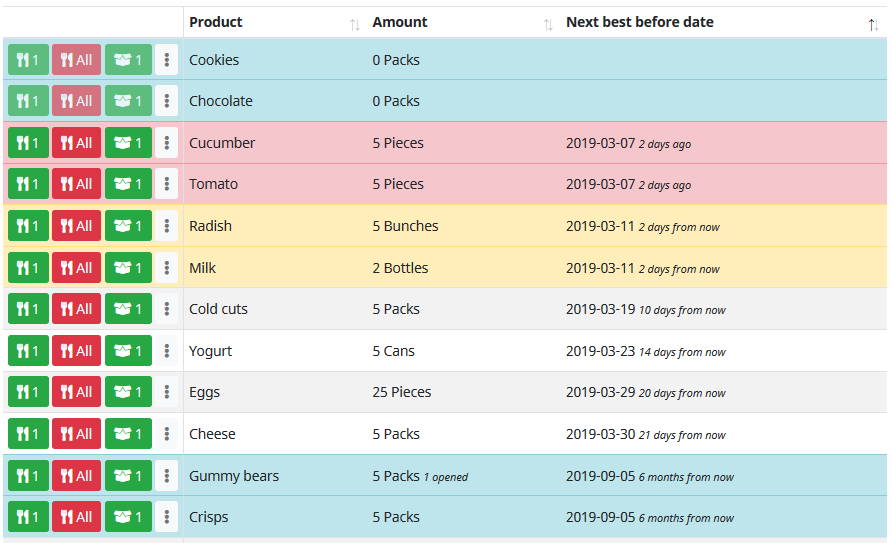 Product Amount Next best before date
1 All 1 Cookies 0 Packs
1 All 1 Chocolate 0 Packs
1 All 1 Cucumber 5 Pieces 2019-03-07 2 days ago
1 All 1 Tomato 5 Pieces 2019-03-07 2 days ago
1 All 1 Radish 5 Bunches 2019-03-11 2 days from now
1 All 1 Milk 2 Bottles 2019-03-11 2 days from now
1 All 1 Cold cuts 5 Packs 2019-03-19 10 days from now
1 All 1 Yogurt 5 Cans 2019-03-23 14 days from now
1 All 1 Eggs 25 Pieces 2019-03-29 20 days from now
1 All 1 Cheese 5 Packs 2019-03-30 21 days from now
1 All 1 Gummy bears 5 Packs 1 opened 2019-09-05 6 months from now
1 All 1 Crisps 5 Packs 2019-09-05 6 months from now